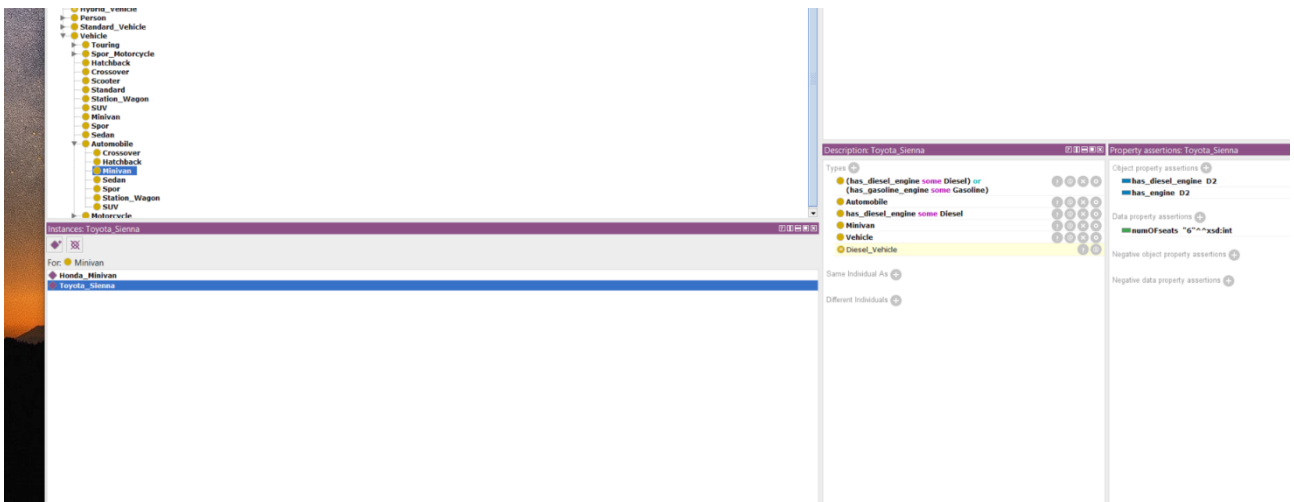 Hybrid_Vehicle
Person
Standard_Vehicle
Vehicle
Touring
Spor_Motorcycle
Hatchback
Crossover
Scooter
Standard
Station_Wagon
SUV
Minivan
Spor
Sedan
Automobile
Crossover
Hatchback
Minivan
Sedan
Spor
Station_Wagon
SUV
Motorcycle
Instances: Toyota_Sienna
For: Minivan
Honda_Minivan
Toyota_Sienna
Description: Toyota_Sienna
Types
(has_diesel_engine some Diesel) or
(has_gasoline_engine some Gasoline)
Automobile
has_diesel_engine some Diesel
Minivan
Vehicle
Diesel_Vehicle
Same Individual As
Different Individuals
Property assertions: Toyota_Sienna
Object property assertions
has_diesel_engine D2
has_engine D2
Data property assertions
numOFseats "6"^^xsd:int
Negative object property assertions
Negative data property assertions